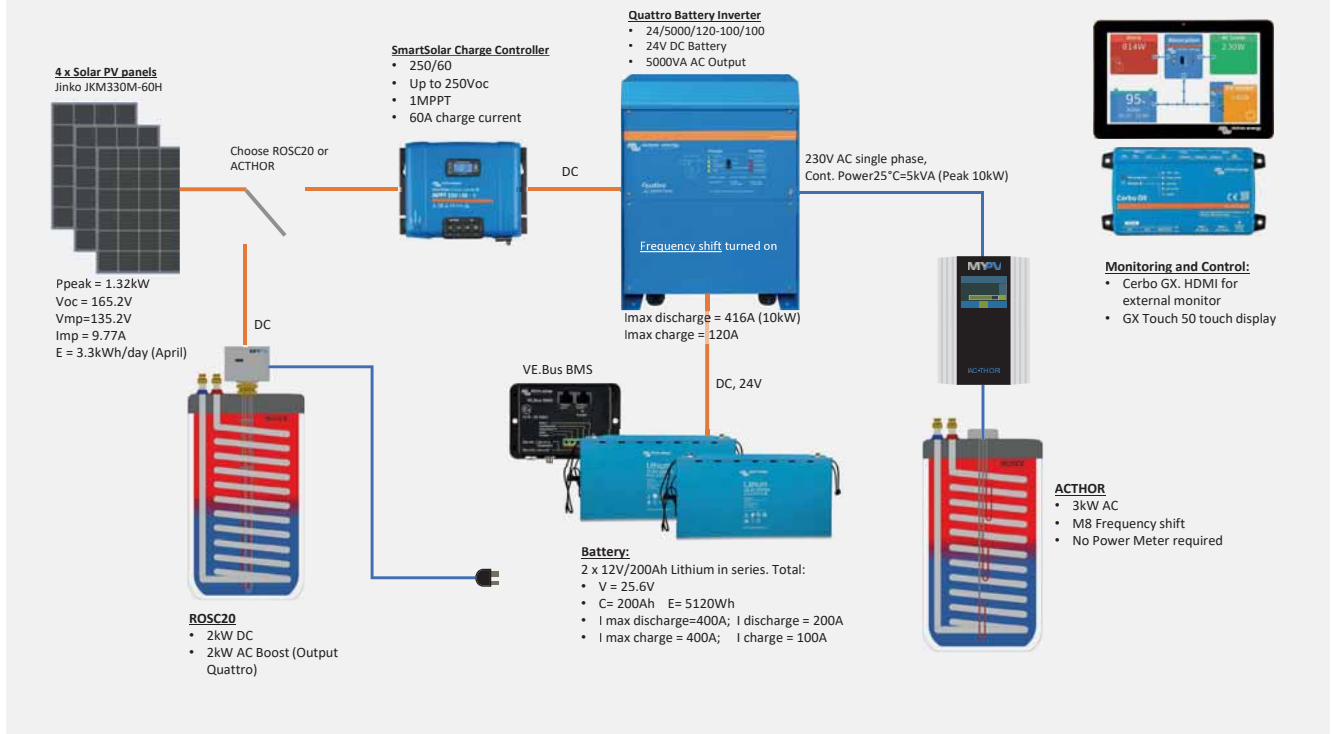 Quattro Battery Inverter
• 24/5000/120-100/100
• 24V DC Battery
• 5000VA AC Output
SmartSolar Charge Controller
• 250/60
• Up to 250Voc
• 1MPPT
• 60A charge current
4 x Solar PV panels
Jinko JKM330M-60H
Choose ROSC20 or
ACTHOR
DC
230V AC single phase,
Cont. Power25°C=5kVA (Peak 10kW)
Frequency shift turned on
Ppeak = 1.32kW
Voc = 165.2V
Vmp=135.2V
Imp = 9.77A
E = 3.3kWh/day (April)
DC
Imax discharge = 416A (10kW)
Imax charge = 120A
VE.Bus BMS
DC, 24V
814W
230W
95
Cerbo GX
Monitoring and Control:
• Cerbo GX. HDMI for
external monitor
• GX Touch 50 touch display
MYPV
AC•THOR
Quattro
Lithium
Lithium
Battery:
2 x 12V/200Ah Lithium in series. Total:
• V = 25.6V
• C= 200Ah E= 5120Wh
• I max discharge=400A; I discharge = 200A
• I max charge = 400A; I charge = 100A
ROSC20
• 2kW DC
• 2kW AC Boost (Output
Quattro)
ACTHOR
• 3kW AC
• M8 Frequency shift
• No Power Meter required